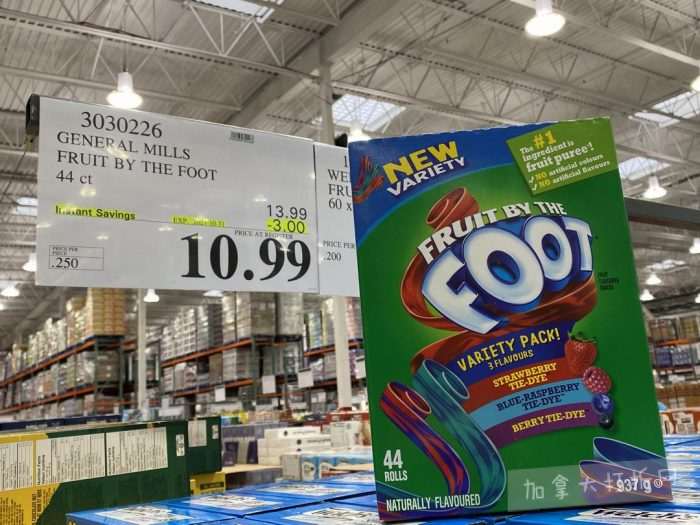 3030226
GENERAL MILLS
FRUIT BY THE FOOT
44 ct
Instant Savings
13.99
-3.00
PRICE AT REGISTER
10.99
PRICE PER
PIECE
.250
60 x
PRICE PER
.200
NEW
VARIETY
The #1
ingredient is
fruit puree!
NO artificial colours
NO artificial flavours
FRUIT BY THE
FOOT
VARIETY PACK!
3 FLAVOURS
STRAWBERRY
TIE-DYE
BLUE-RASPBERRY
TIE-DYE
BERRY TIE-DYE
44
ROLLS
NATURALLY FLAVOURED
937 g
加拿大打折网